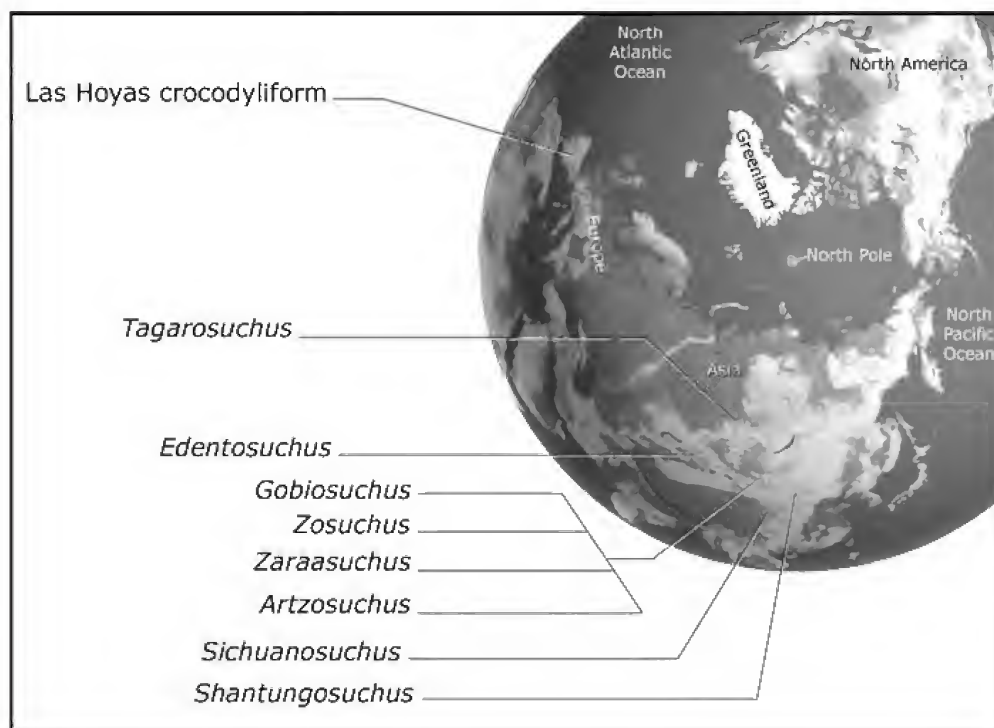 North
Atlantic
Ocean
North America
Las Hoyas crocodyliform
Greenland
Europe
North Pole
Tagarosuchus
North
Pacific
Ocean
Asia
Edentosuchus
Gobiosuchus
Zosuchus
Zaraasuchus
Artzosuchus
Sichuanosuchus
Shantungosuchus